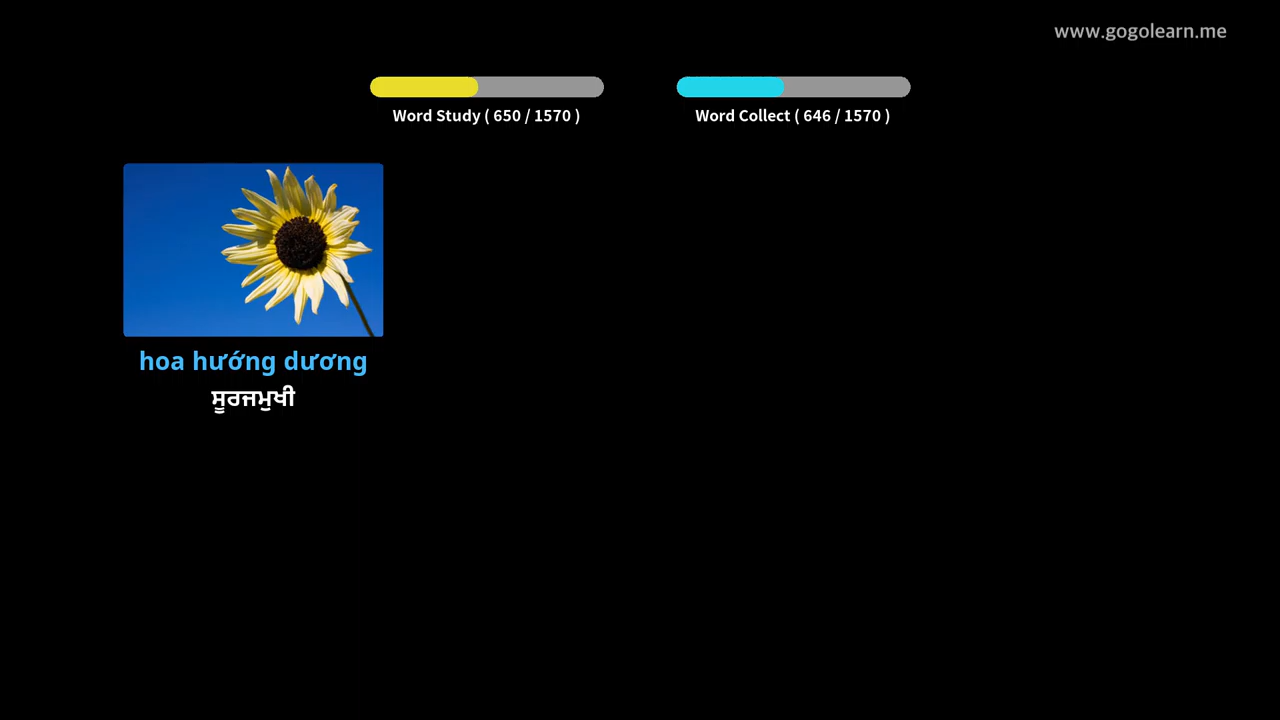 www.gogolearn.me
Word Study ( 650 / 1570 )
Word Collect ( 646 / 1570 )
hoa hướng dương
ਸੂਰਜਮੁਖੀ